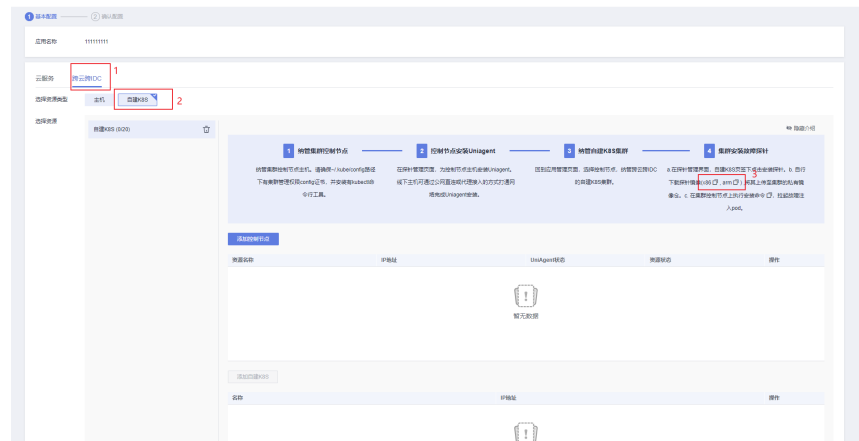 1 基本配置 2 确认配置
应用名称 111111111
云服务 跨云跨IDC 1
选择资源类型 主机 自建K8S 2
选择资源
自建K8S (0/20)
隐藏介绍
1 纳管集群控制节点 2 控制节点安装Uniagent 3 纳管自建K8S集群 4 集群安装故障探针
纳管集群控制节点主机。请确保~/.kube/config路径
下有集群管理权限config证书，并安装有kubectl命
令行工具。
在探针管理页面，为控制节点主机安装Uniagent。
线下主机可通过公网直连或代理接入的方式打通网
络完成Uniagent安装。
回到应用管理页面，选择控制节点，纳管跨云跨IDC
的自建K8S集群。
a.在探针管理界面，自建K8S页签下点击安装探针。b. 自行
下载探针镜像(x86 , arm ) ,将其上传至集群的私有镜
像仓。c. 在集群控制节点上执行安装命令 , 拉起故障注
入pod。
3
添加控制节点
资源名称 IP地址 UniAgent状态 资源状态 操作
暂无数据
添加自建K8S
名称 IP地址 操作